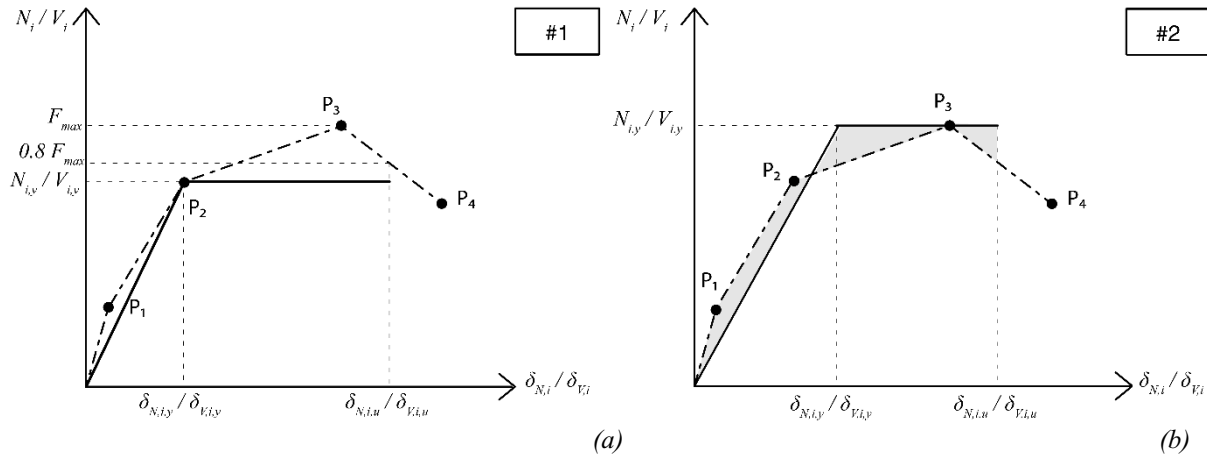 N_i / V_i
#1
F_max
0.8 F_max
N_i,y / V_i,y
P_1
P_2
P_3
P_4
δ_N,i,y / δ_V,i,y
δ_N,i,u / δ_V,i,u
δ_N,i / δ_V,i
(a)
N_i / V_i
#2
N_i,y / V_i,y
P_1
P_2
P_3
P_4
δ_N,i,y / δ_V,i,y
δ_N,i,u / δ_V,i,u
δ_N,i / δ_V,i
(b)